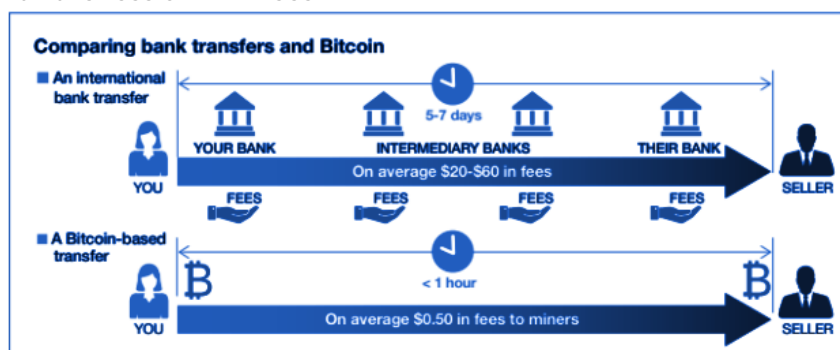 Comparing bank transfers and Bitcoin
An international
bank transfer
5-7 days
YOUR BANK INTERMEDIARY BANKS THEIR BANK
On average $20-$60 in fees
YOU SELLER
FEES FEES FEES FEES
A Bitcoin-based
transfer
< 1 hour
On average $0.50 in fees to miners
YOU SELLER